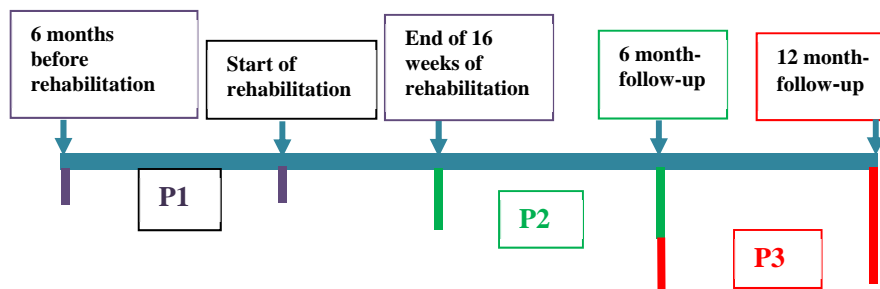 6 months
before
rehabilitation
Start of
rehabilitation
End of 16
weeks of
rehabilitation
6 month-
follow-up
12 month-
follow-up
P1
P2
P3